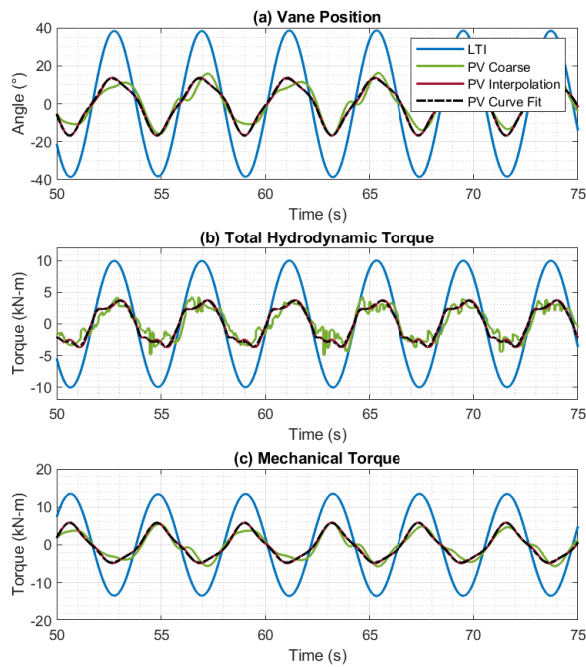 (a) Vane Position
40
20
0
-20
-40
Angle (°)
LTI
PV Coarse
PV Interpolation
PV Curve Fit
50 55 60 65 70 75
Time (s)
(b) Total Hydrodynamic Torque
10
5
0
-5
-10
Torque (kN-m)
50 55 60 65 70 75
Time (s)
(c) Mechanical Torque
20
10
0
-10
-20
Torque (kN-m)
50 55 60 65 70 75
Time (s)